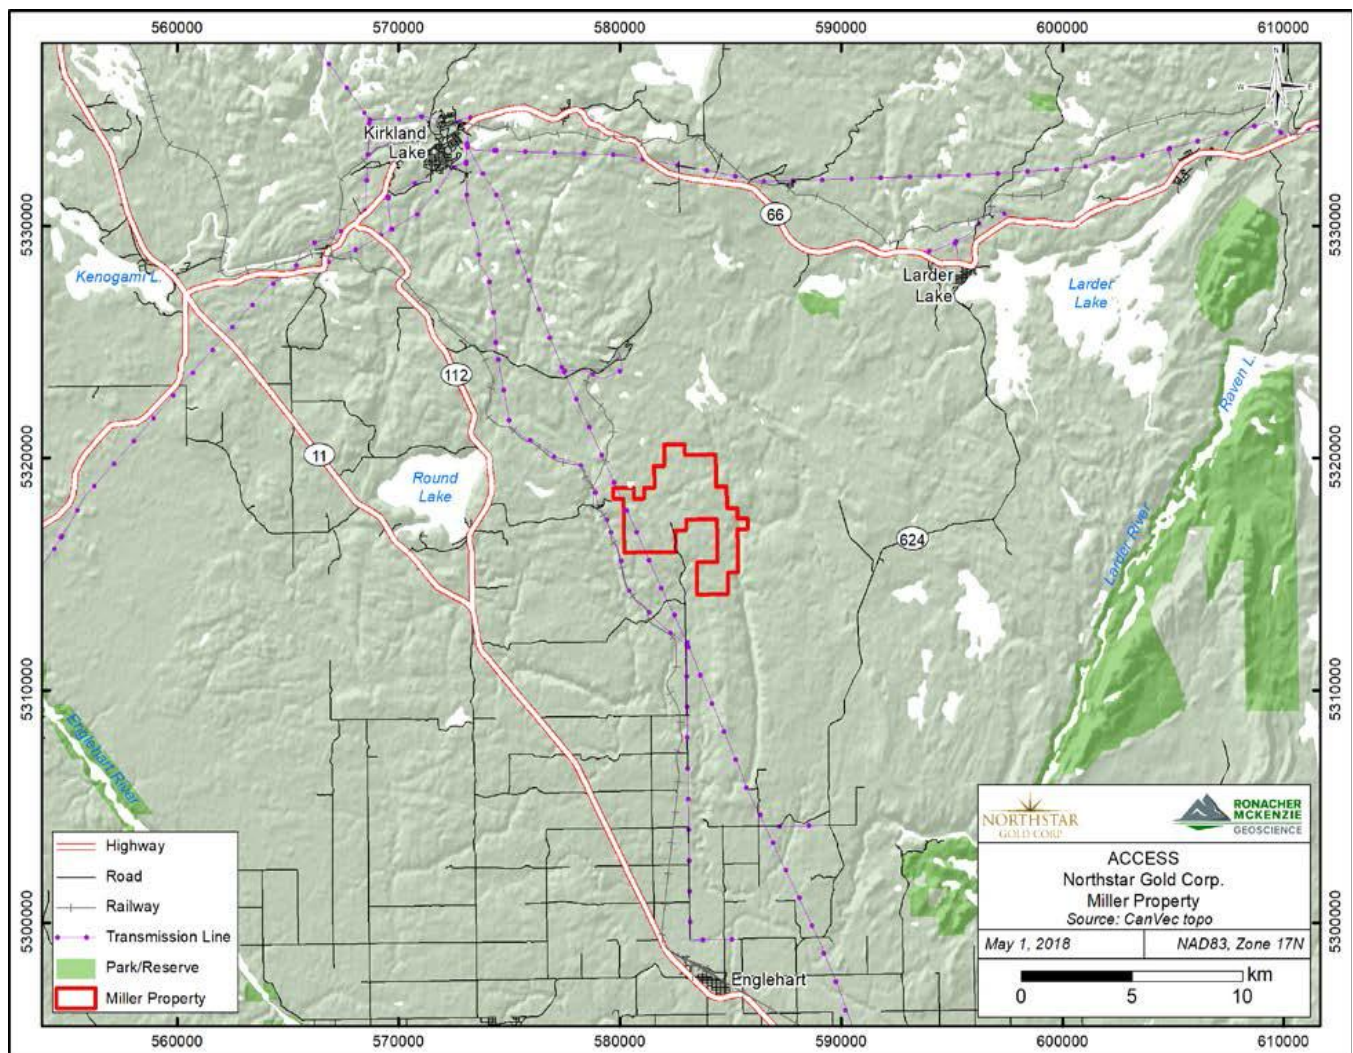 560000 570000 580000 590000 600000 610000
N
W E
S
Kirkland
Lake
66
5330000
5330000
Kenogami L.
Larder
Lake
Larder
Lake
112
Raven L.
11
5320000
5320000
Round
Lake
624
Larder River
5310000
5310000
Englehart River
Highway
Road
Railway
Transmission Line
Park/Reserve
Miller Property
5300000
5300000
Englehart
NORTHSTAR
GOLD CORP.
RONACHER
MCKENZIE
GEOSCIENCE
ACCESS
Northstar Gold Corp.
Miller Property
Source: CanVec topo
May 1, 2018 NAD83, Zone 17N
km
0 5 10
560000 570000 580000 590000 600000 610000